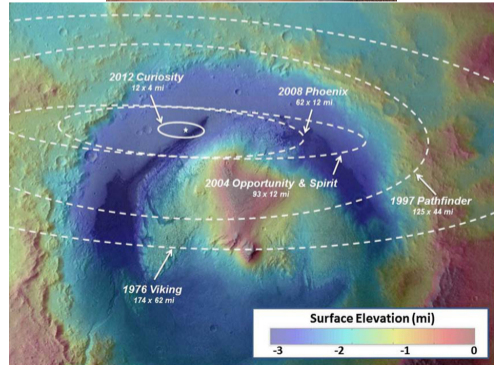 2012 Curiosity
12 x 4 mi
2008 Phoenix
62 x 12 mi
2004 Opportunity & Spirit
93 x 12 mi
1997 Pathfinder
125 x 44 mi
1976 Viking
174 x 62 mi
Surface Elevation (mi)
-3 -2 -1 0